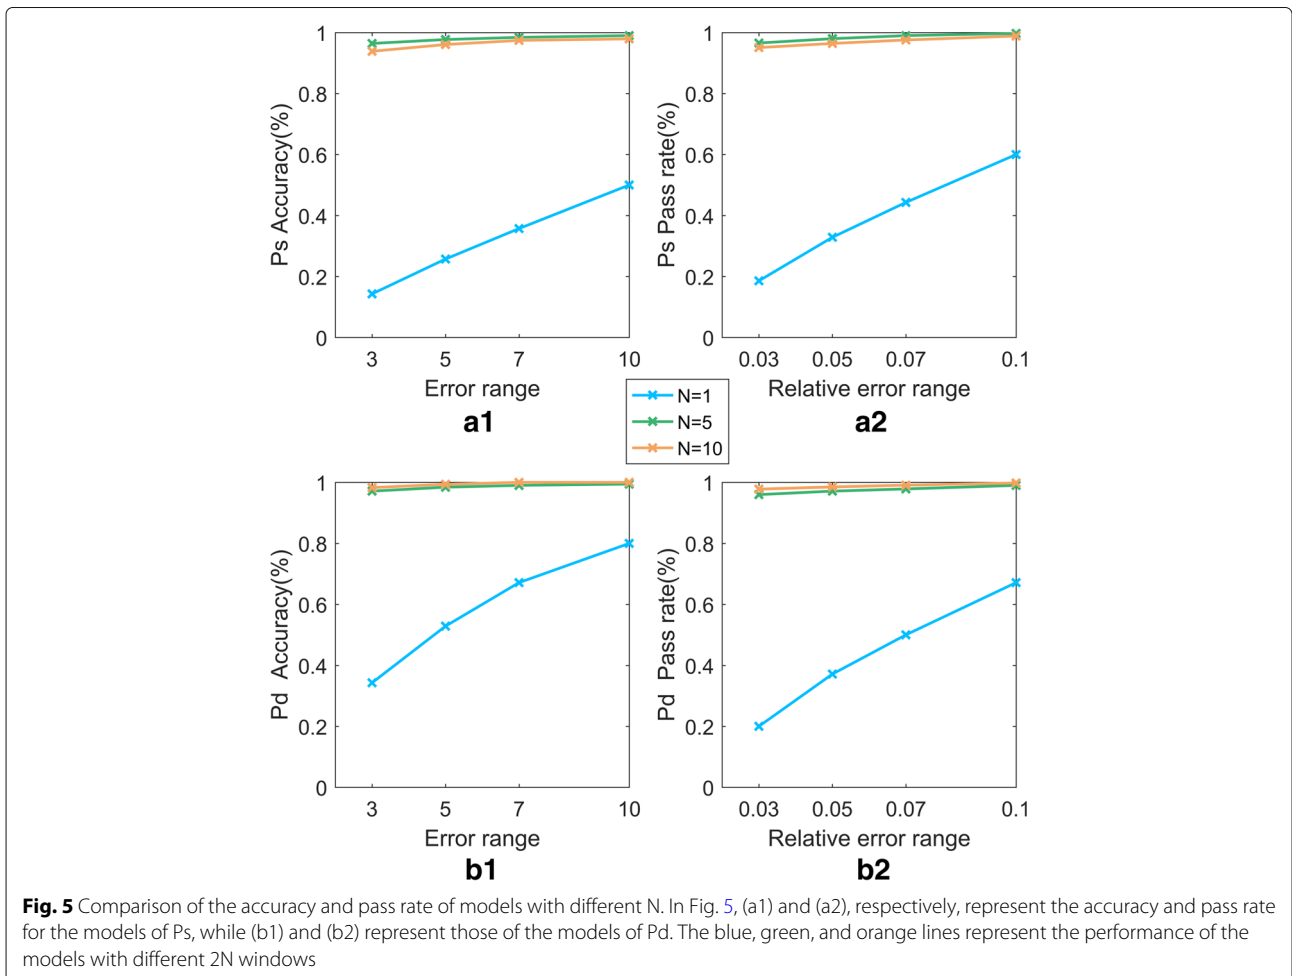 1
0.8
0.6
0.4
0.2
0
Ps Accuracy(%)
3 5 7 10
Error range
a1
1
0.8
0.6
0.4
0.2
0
Ps Pass rate(%)
0.03 0.05 0.07 0.1
Relative error range
a2
N=1
N=5
N=10
1
0.8
0.6
0.4
0.2
0
Pd Accuracy(%)
3 5 7 10
Error range
b1
1
0.8
0.6
0.4
0.2
0
Pd Pass rate(%)
0.03 0.05 0.07 0.1
Relative error range
b2
Fig. 5 Comparison of the accuracy and pass rate of models with different N. In Fig. 5, (a1) and (a2), respectively, represent the accuracy and pass rate
for the models of Ps, while (b1) and (b2) represent those of the models of Pd. The blue, green, and orange lines represent the performance of the
models with different 2N windows